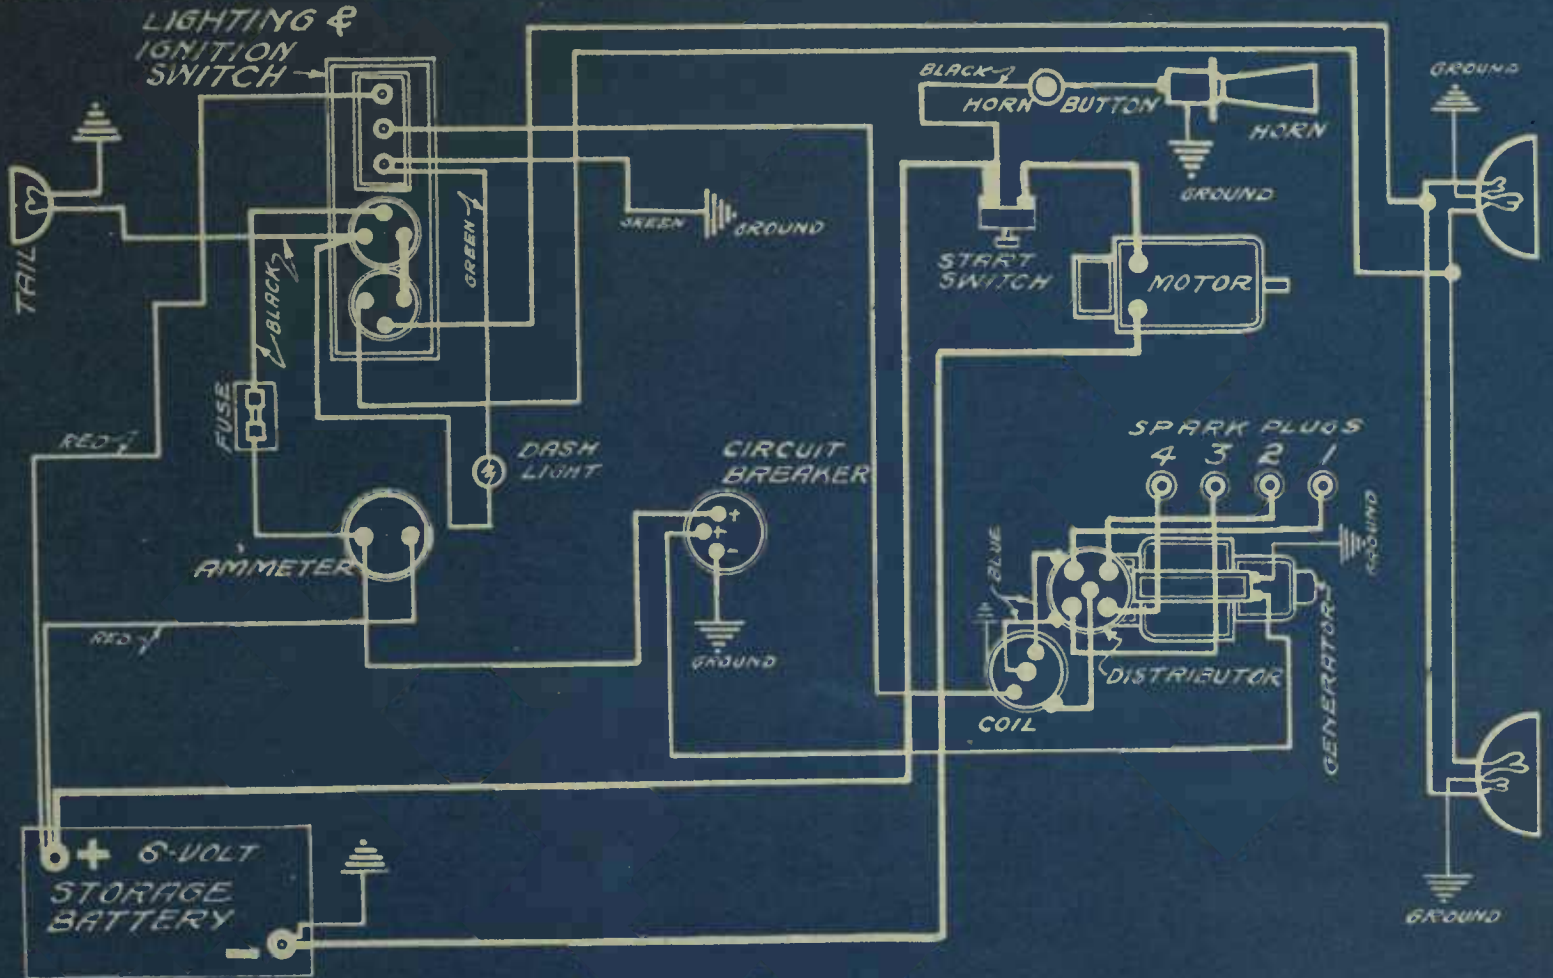 LIGHTING &
IGNITION
SWITCH
TAIL
BLACK
GREEN
GREEN
GROUND
BLACK
HORN BUTTON
HORN
GROUND
GROUND
START
SWITCH
MOTOR
RED
FUSE
DASH
LIGHT
CIRCUIT
BREAKER
+
+
-
GROUND
AMMETER
RED
SPARK PLUGS
4 3 2 1
GROUND
BLUE
DISTRIBUTOR
COIL
GENERATORS
+ 6-VOLT
STORAGE
BATTERY
-
GROUND